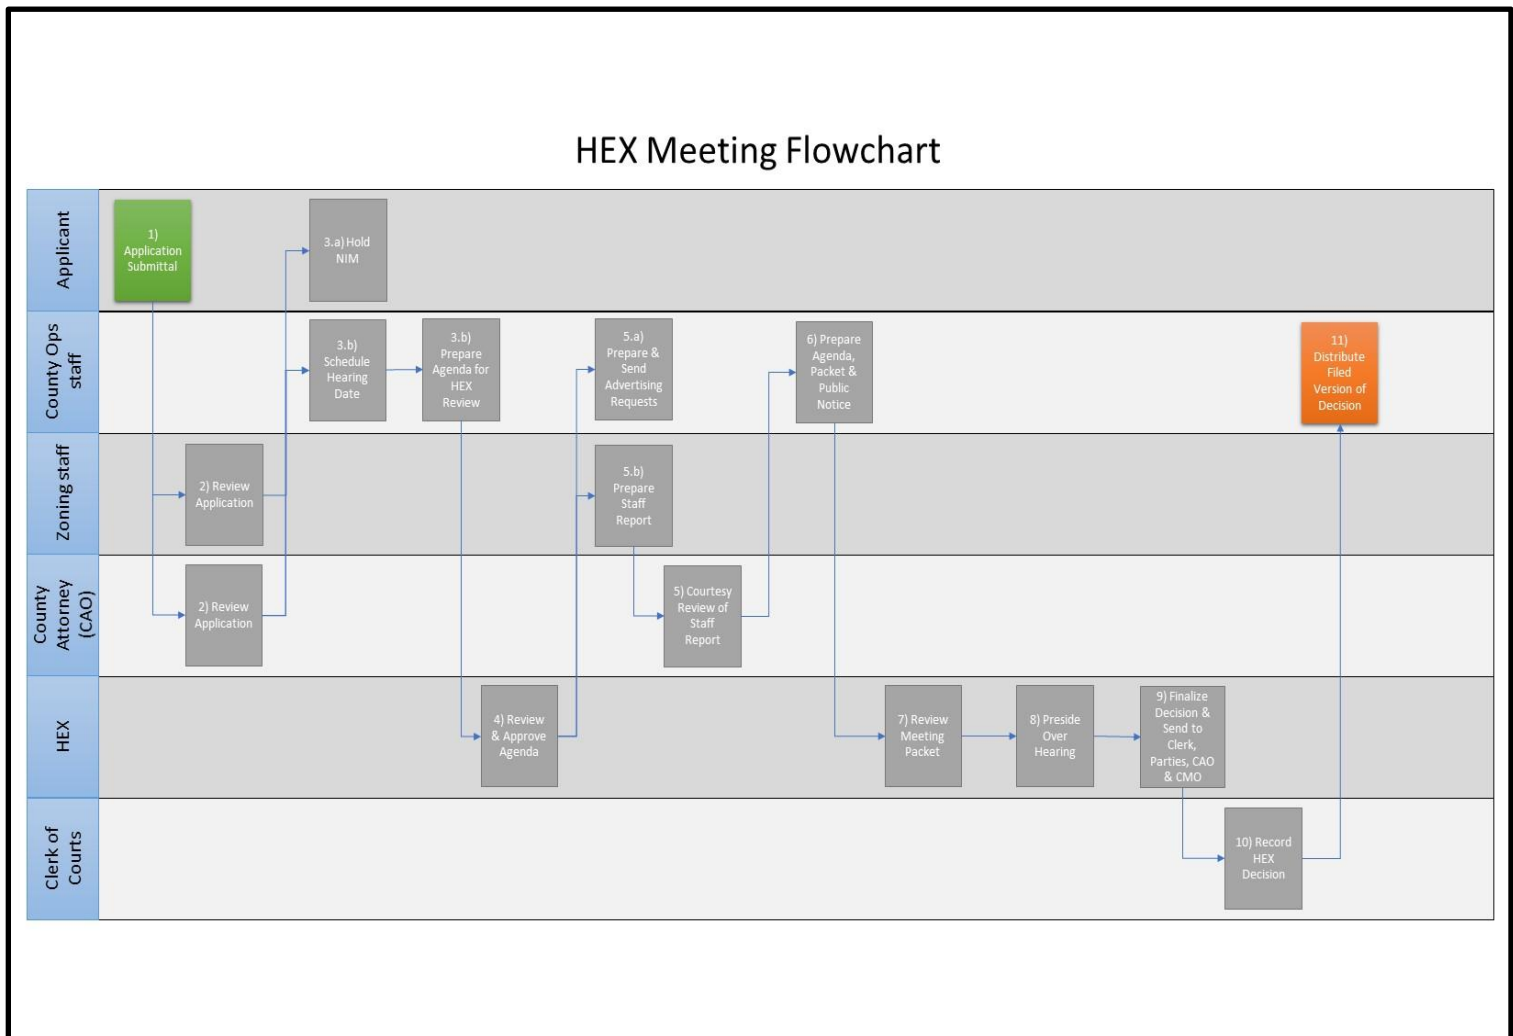 HEX Meeting Flowchart
Applicant
1)
Application
Submittal
3.a) Hold
NIM
County Ops
staff
3.b)
Schedule
Hearing
Date
3.b)
Prepare
Agenda for
HEX
Review
5.a)
Prepare &
Send
Advertising
Requests
6) Prepare
Agenda,
Packet &
Public
Notice
11)
Distribute
Filed
Version of
Decision
Zoning staff
2) Review
Application
5.b)
Prepare
Staff
Report
County
Attorney
(CAO)
2) Review
Application
5) Courtesy
Review of
Staff
Report
HEX
4) Review
& Approve
Agenda
7) Review
Meeting
Packet
8) Preside
Over
Hearing
9) Finalize
Decision &
Send to
Clerk,
Parties, CAO
& CMO
Clerk of
Courts
10) Record
HEX
Decision